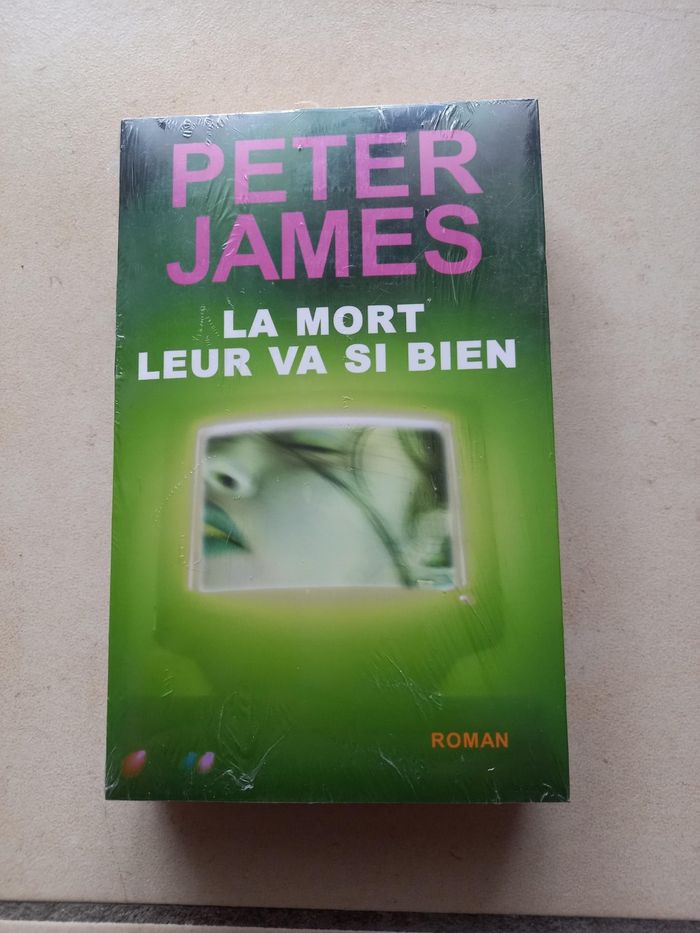 PETER
JAMES
LA MORT
LEUR VA SI BIEN
ROMAN